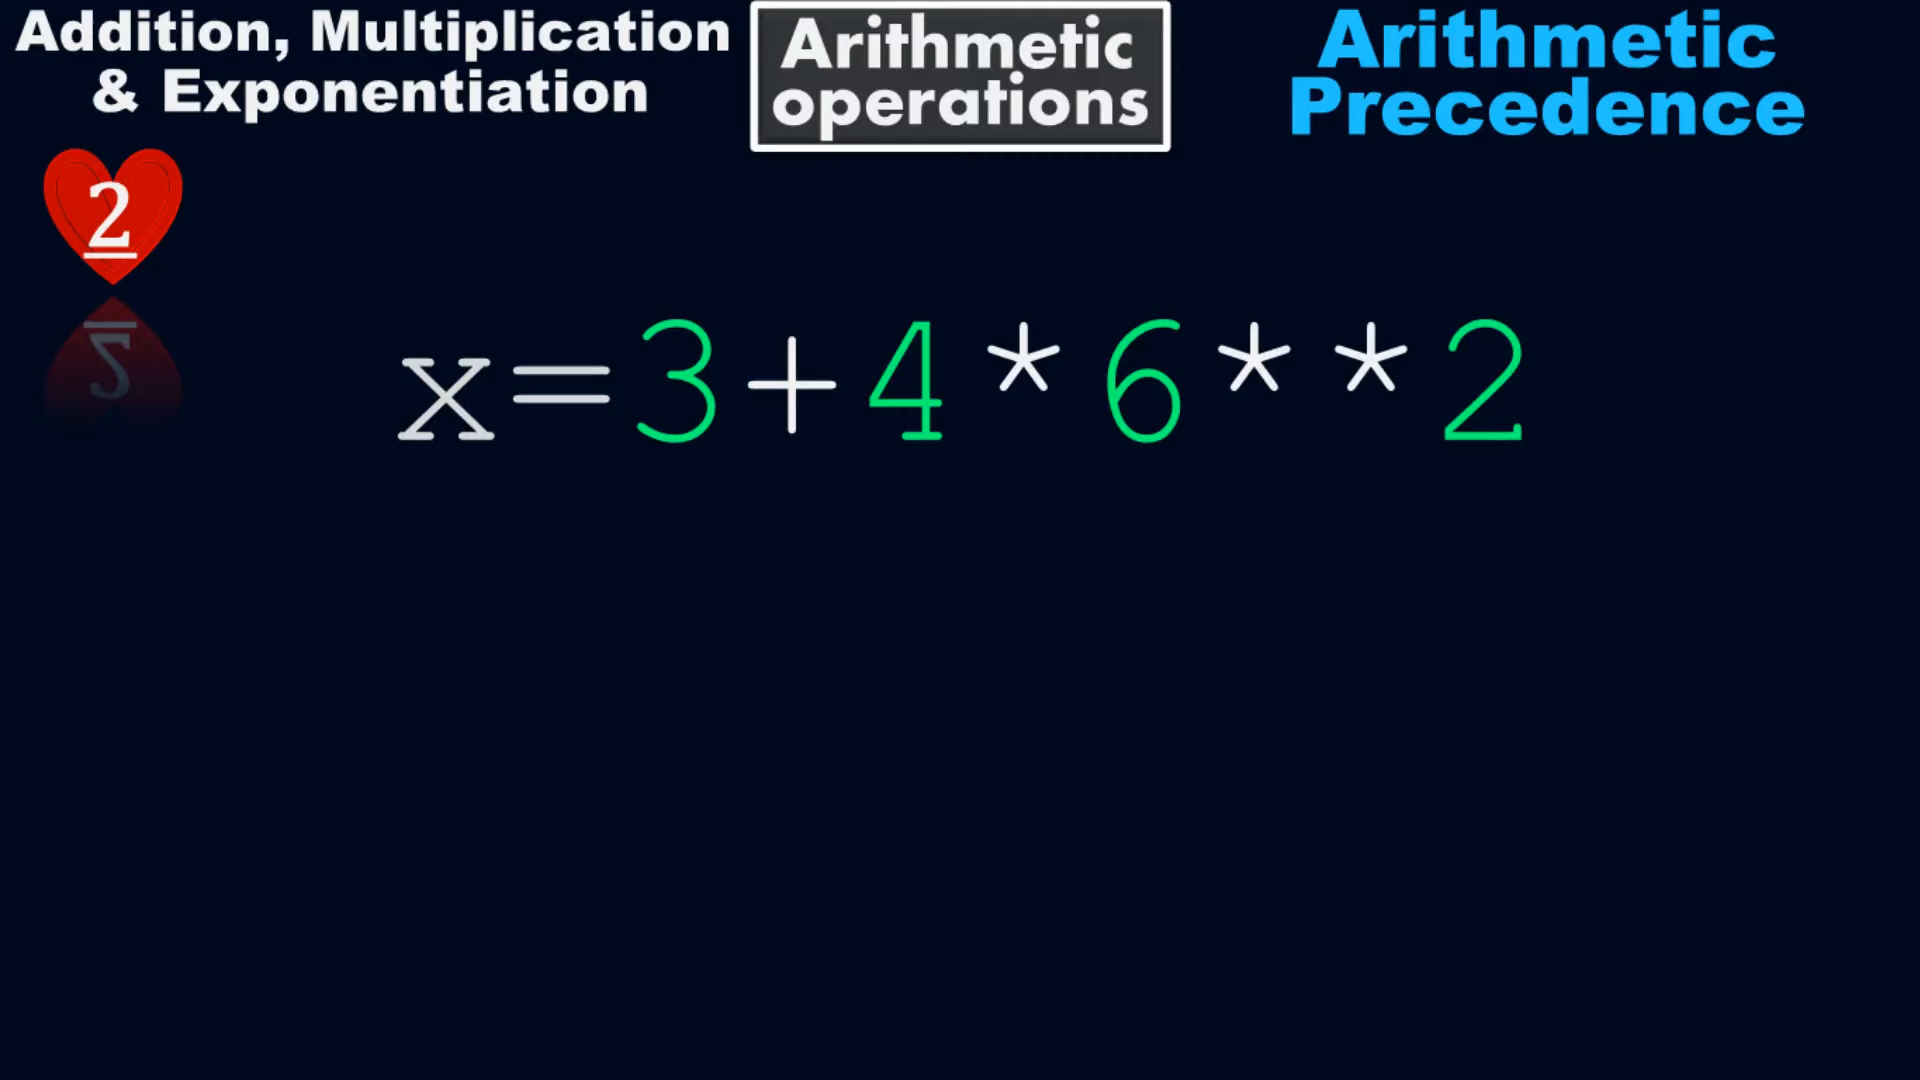 Addition, Multiplication
& Exponentiation
Arithmetic
operations
Arithmetic
Precedence
2
x=3+4*6**2